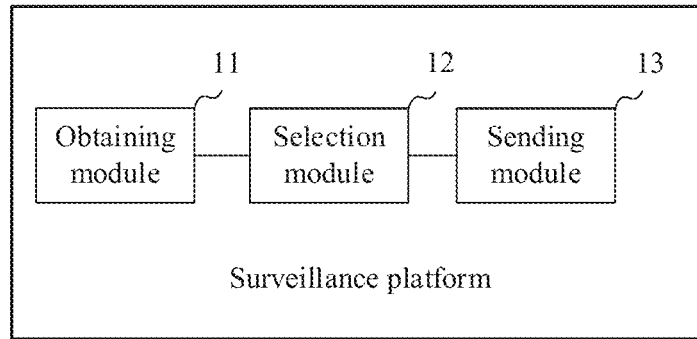 11
12
13
Obtaining
module
Selection
module
Sending
module
Surveillance platform